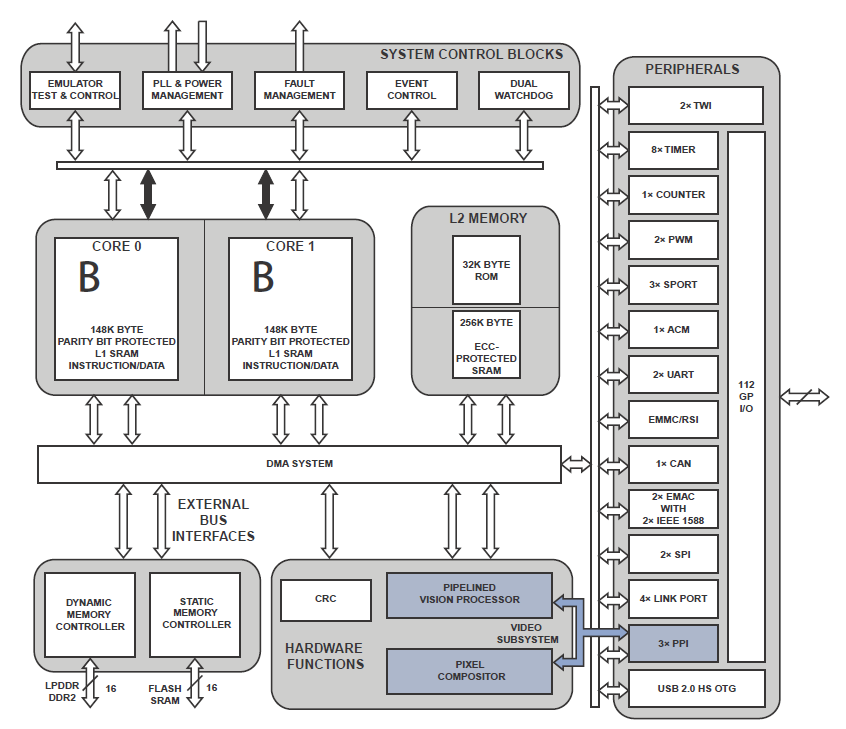 SYSTEM CONTROL BLOCKS
EMULATOR
TEST & CONTROL
PLL & POWER
MANAGEMENT
FAULT
MANAGEMENT
EVENT
CONTROL
DUAL
WATCHDOG
CORE 0
B
148K BYTE
PARITY BIT PROTECTED
L1 SRAM
INSTRUCTION/DATA
CORE 1
B
148K BYTE
PARITY BIT PROTECTED
L1 SRAM
INSTRUCTION/DATA
L2 MEMORY
32K BYTE
ROM
256K BYTE
ECC-
PROTECTED
SRAM
DMA SYSTEM
EXTERNAL
BUS
INTERFACES
DYNAMIC
MEMORY
CONTROLLER
STATIC
MEMORY
CONTROLLER
LPDDR
DDR2
16
FLASH
SRAM
16
CRC
HARDWARE
FUNCTIONS
PIPELINED
VISION PROCESSOR
VIDEO
SUBSYSTEM
PIXEL
COMPOSITOR
PERIPHERALS
2× TWI
8× TIMER
1× COUNTER
2× PWM
3× SPORT
1× ACM
2× UART
EMMC/RSI
1× CAN
2× EMAC
WITH
2× IEEE 1588
2× SPI
4× LINK PORT
3× PPI
USB 2.0 HS OTG
112
GP
I/O